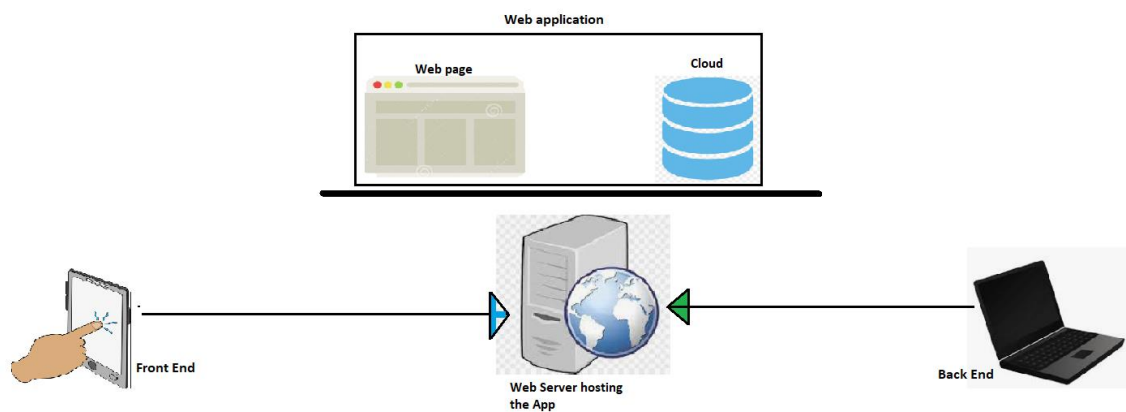 Web application
Web page
Cloud
Front End
Web Server hosting
the App
Back End